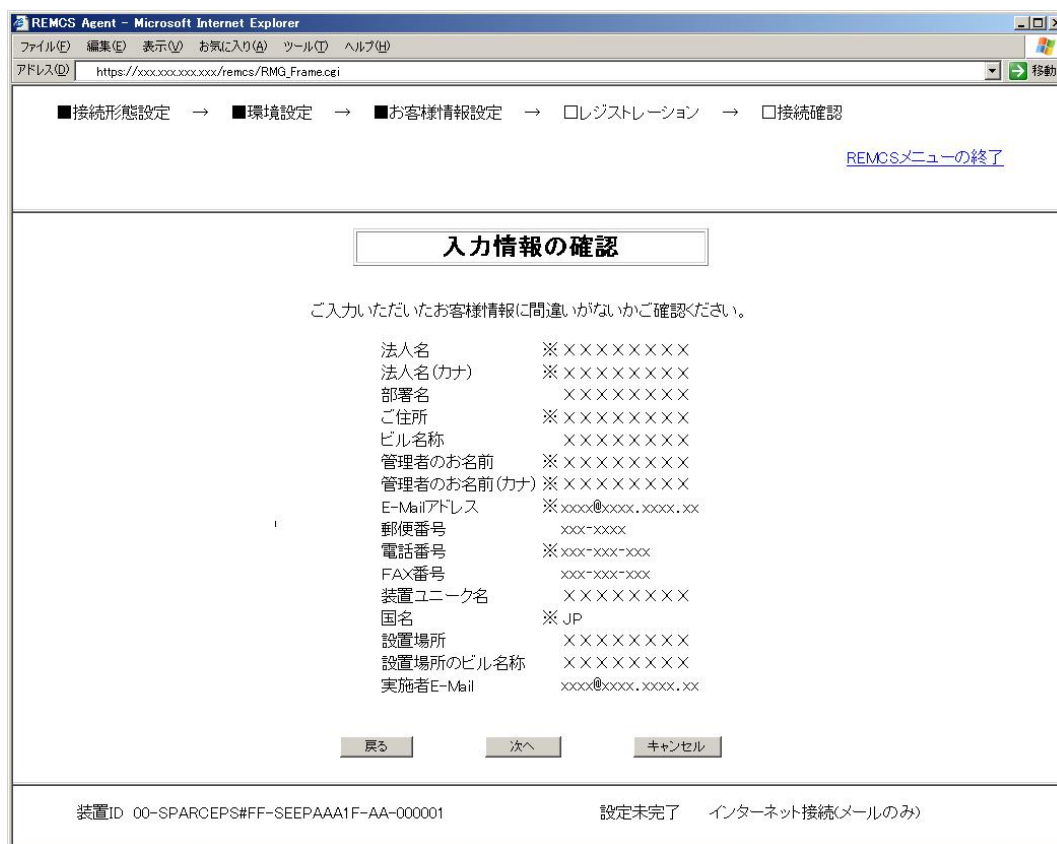 REMCS Agent - Microsoft Internet Explorer
ファイル(F) 編集(E) 表示(V) お気に入り(A) ツール(T) ヘルプ(H)
アドレス(D) https://xxx.xxx.xxx.xxx/remcs/RMG_Frame.cgi 移動
■接続形態設定 → ■環境設定 → ■お客様情報設定 → □レジストレーション → □接続確認
REMCSメニューの終了
入力情報の確認
ご入力いただいたお客様情報に間違いがないかご確認ください。
法人名 ※××××××××
法人名(カナ) ※××××××××
部署名 ××××××××
ご住所 ※××××××××
ビル名称 ××××××××
管理者のお名前 ※××××××××
管理者のお名前(カナ) ※××××××××
E-Mailアドレス ※xxxx@xxxx.xxxx.xx
郵便番号 xxx-xxxx
電話番号 ※xxx-xxx-xxx
FAX番号 xxx-xxx-xxx
装置ユニーク名 ××××××××
国名 ※JP
設置場所 ××××××××
設置場所のビル名称 ××××××××
実施者E-Mail xxxx@xxxx.xxxx.xx
戻る 次へ キャンセル
装置ID 00-SPARCEPS#FF-SEEPAAA1F-AA-000001 設定未完了 インターネット接続(メールのみ)